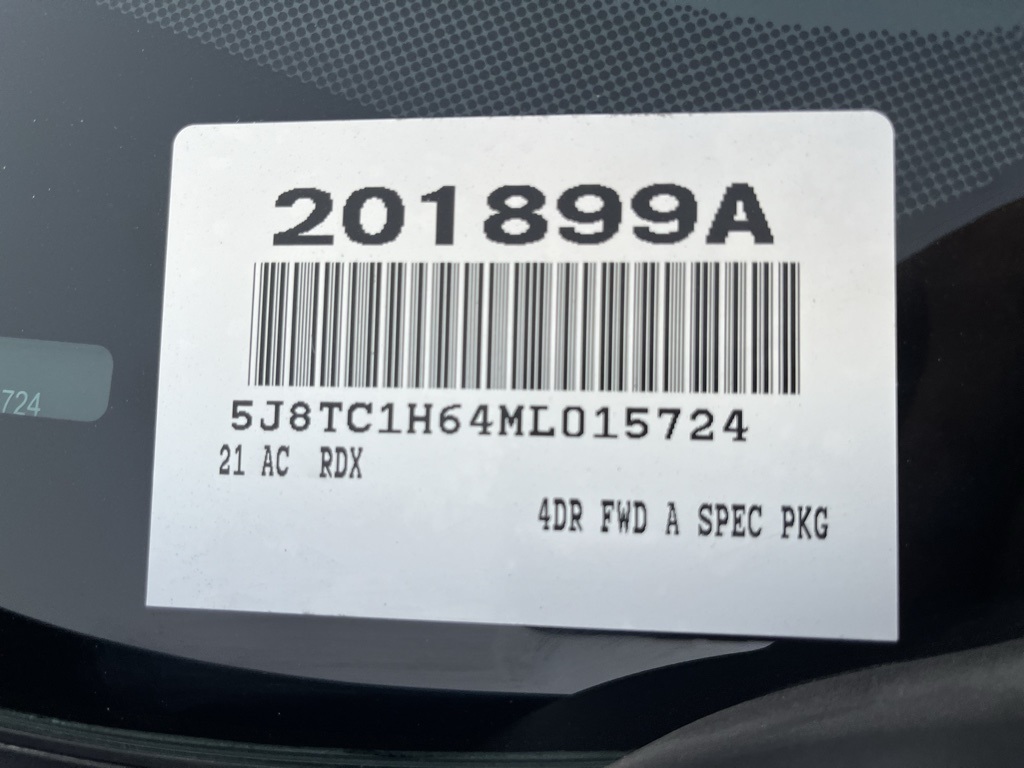 201899A
5J8TC1H64ML015724
21 AC RDX
4DR FWD A SPEC PKG
724